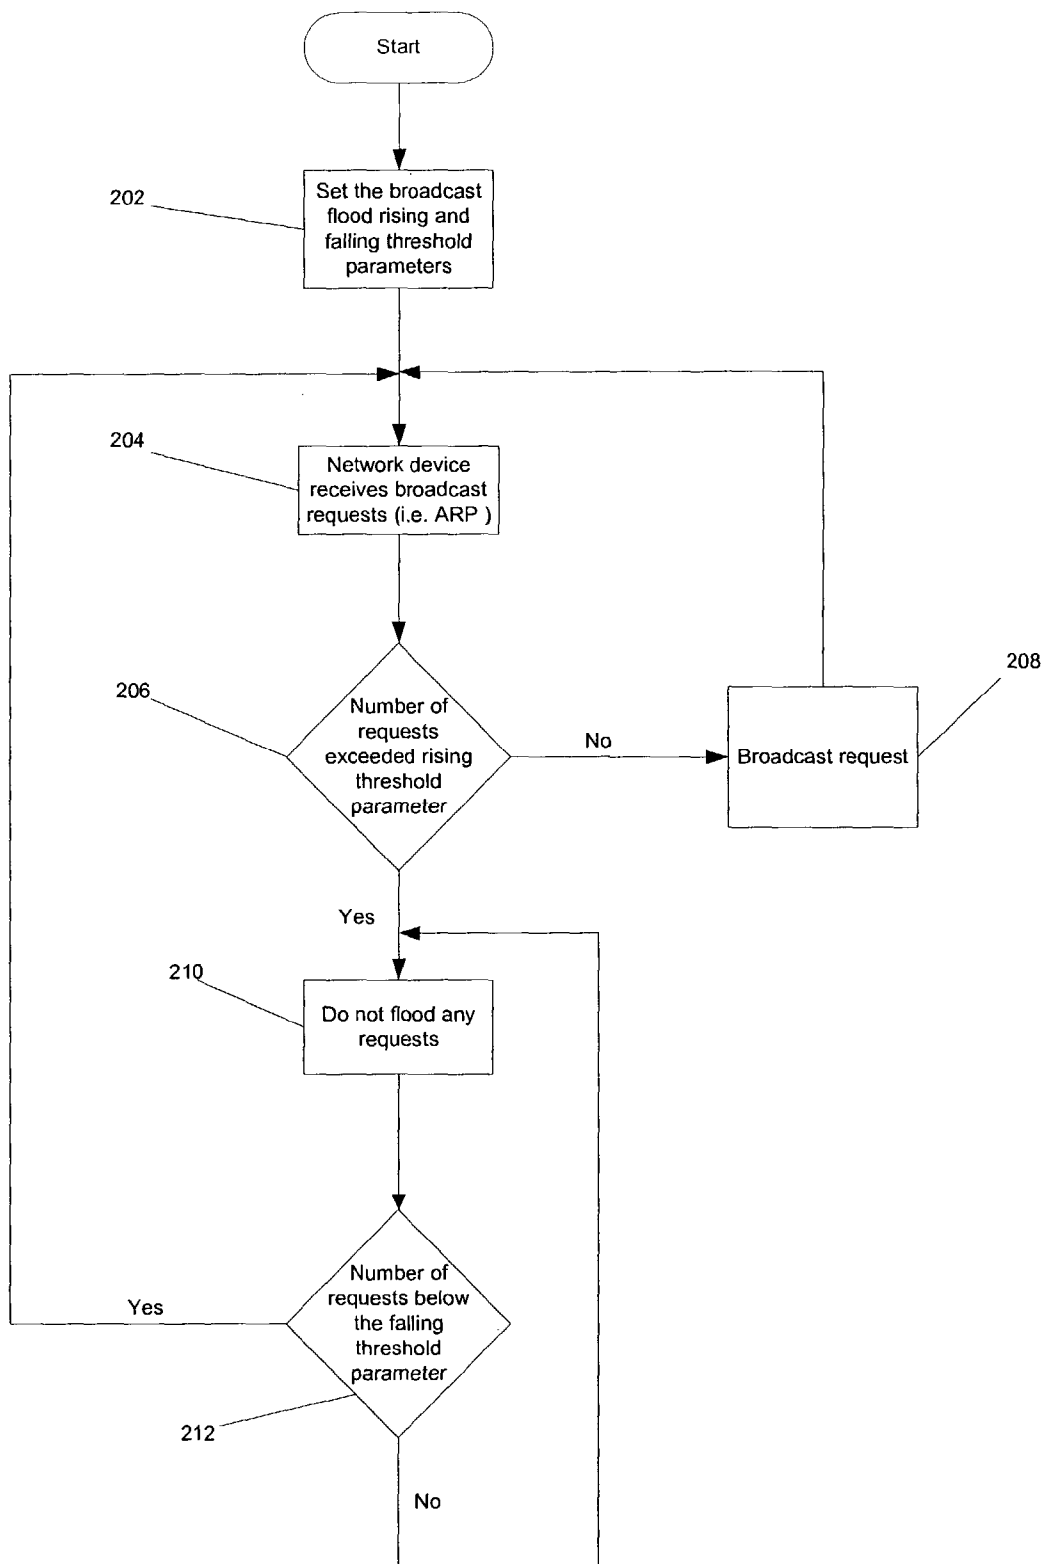 Start
202
Set the broadcast
flood rising and
falling threshold
parameters
204
Network device
receives broadcast
requests (i.e. ARP )
206
Number of
requests
exceeded rising
threshold
parameter
No
Broadcast request
208
Yes
210
Do not flood any
requests
Number of
requests below
the falling
threshold
parameter
Yes
212
No